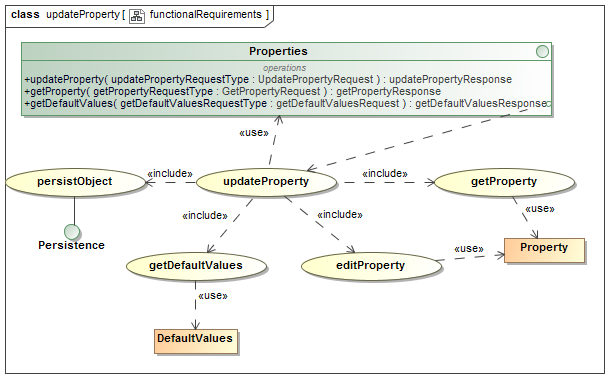 class updateProperty [ functionalRequirements ]
Properties
operations
+updateProperty( updatePropertyRequestType : UpdatePropertyRequest ) : updatePropertyResponse
+getProperty( getPropertyRequestType : GetPropertyRequest ) : getPropertyResponse
+getDefaultValues( getDefaultValuesRequestType : getDefaultValuesRequest ) : getDefaultValuesResponse
«use»
persistObject
«include»
updateProperty
«include»
getProperty
«use»
«include»
«include»
Persistence
Property
getDefaultValues
editProperty
«use»
«use»
DefaultValues